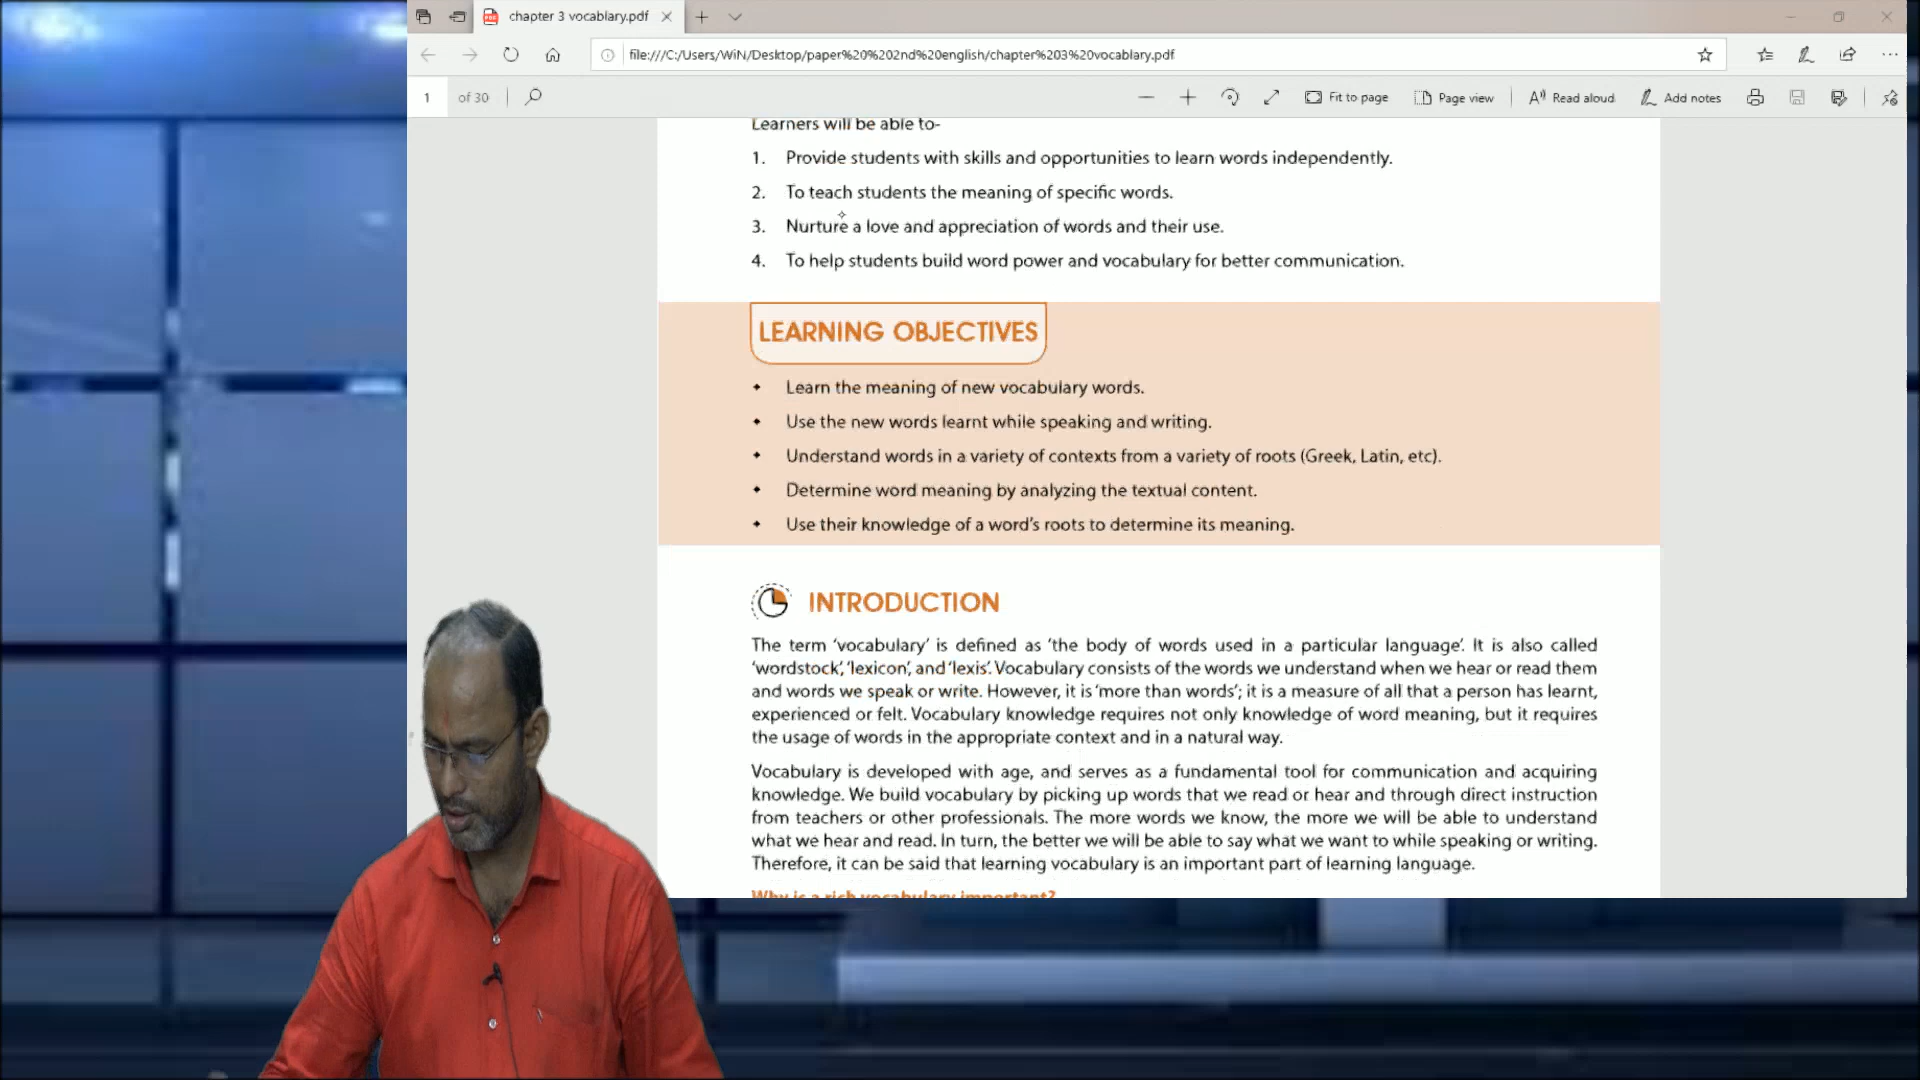 chapter 3 vocablary.pdf
file:///C:/Users/WiN/Desktop/paper%20%202nd%20english/chapter%203%20vocablary.pdf
1 of 30 Fit to page Page view Read aloud Add notes
Learners will be able to-
1. Provide students with skills and opportunities to learn words independently.
2. To teach students the meaning of specific words.
3. Nurture a love and appreciation of words and their use.
4. To help students build word power and vocabulary for better communication.
LEARNING OBJECTIVES
Learn the meaning of new vocabulary words.
Use the new words learnt while speaking and writing.
Understand words in a variety of contexts from a variety of roots (Greek, Latin, etc).
Determine word meaning by analyzing the textual content.
Use their knowledge of a word's roots to determine its meaning.
INTRODUCTION
The term 'vocabulary' is defined as 'the body of words used in a particular language'. It is also called
'wordstock', 'lexicon', and 'lexis'. Vocabulary consists of the words we understand when we hear or read them
and words we speak or write. However, it is 'more than words'; it is a measure of all that a person has learnt,
experienced or felt. Vocabulary knowledge requires not only knowledge of word meaning, but it requires
the usage of words in the appropriate context and in a natural way.
Vocabulary is developed with age, and serves as a fundamental tool for communication and acquiring
knowledge. We build vocabulary by picking up words that we read or hear and through direct instruction
from teachers or other professionals. The more words we know, the more we will be able to understand
what we hear and read. In turn, the better we will be able to say what we want to while speaking or writing.
Therefore, it can be said that learning vocabulary is an important part of learning language.
Why is a rich vocabulary important?